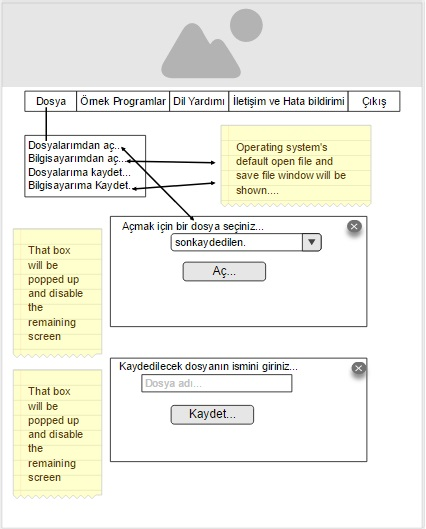 Dosya
Örnek Programlar
Dil Yardımı
İletişim ve Hata bildirimi
Çıkış
Dosyalarımdan aç...
Bilgisayarımdan aç...
Dosyalarıma kaydet...
Bilgisayarıma Kaydet.
Operating system's
default open file and
save file window will be
shown....
That box
will be
popped up
and disable
the
remaining
screen
Açmak için bir dosya seçiniz...
sonkaydedilen.
Aç...
That box
will be
popped up
and disable
the
remaining
screen
Kaydedilecek dosyanın ismini giriniz...
Dosya adı...
Kaydet...